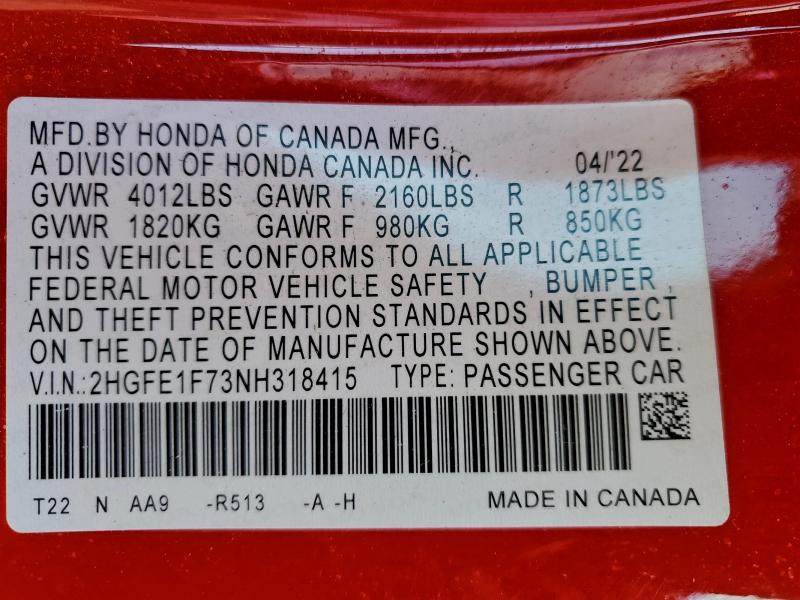 MFD.BY HONDA OF CANADA MFG.,
A DIVISION OF HONDA CANADA INC. 04/'22
GVWR 4012LBS GAWR F 2160LBS R 1873LBS
GVWR 1820KG GAWR F 980KG R 850KG
THIS VEHICLE CONFORMS TO ALL APPLICABLE
FEDERAL MOTOR VEHICLE SAFETY , BUMPER ,
AND THEFT PREVENTION STANDARDS IN EFFECT
ON THE DATE OF MANUFACTURE SHOWN ABOVE.
V.I.N.:2HGFE1F73NH318415 TYPE: PASSENGER CAR
T22 N AA9 -R513 -A -H MADE IN CANADA